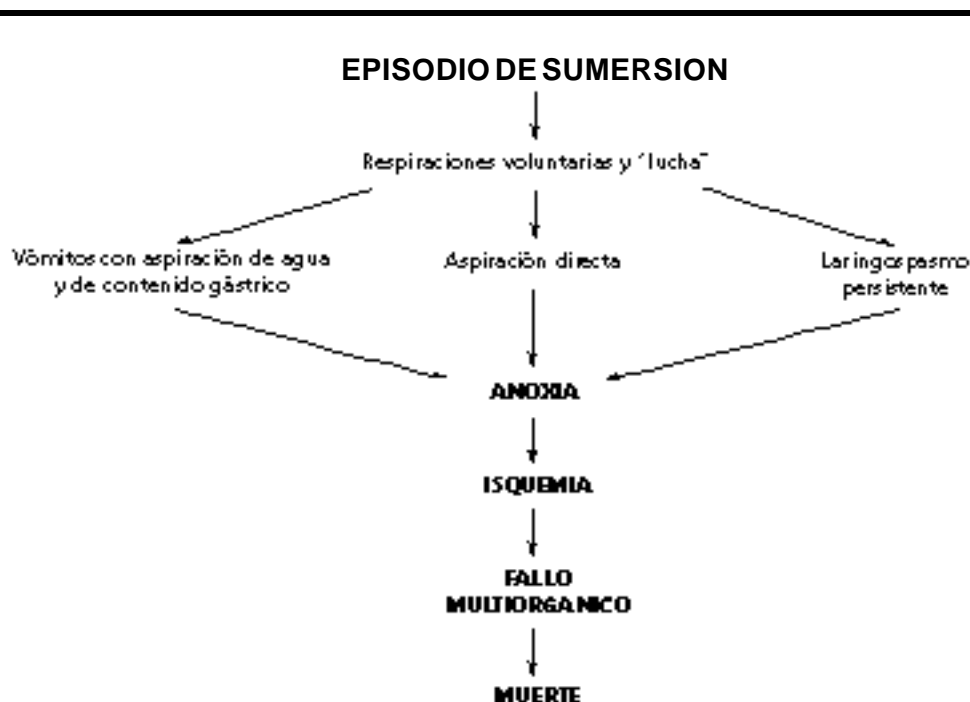 EPISODIO DE SUMERSION
Respiraciones voluntarias y "lucha"
Vómitos con aspiración de agua
y de contenido gástrico
Aspiración directa
Laringospasmo
persistente
ANOXIA
ISQUEMIA
FALLO
MULTIORGANICO
MUERTE